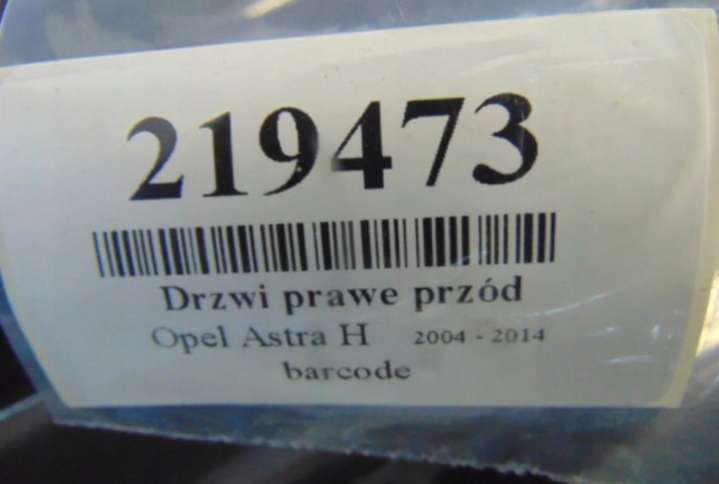 219473
Drzwi prawe przód
Opel Astra H 2004 - 2014
barcode